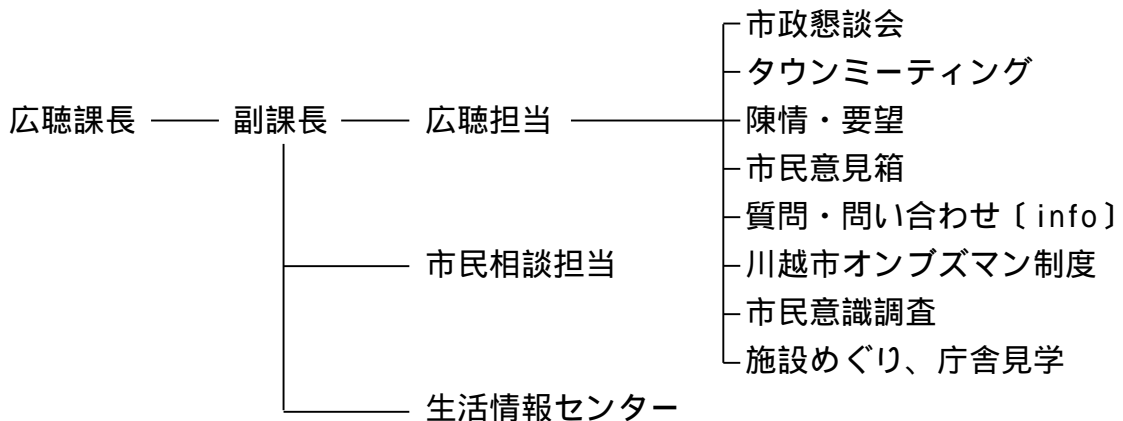 市政懇談会
タウンミーティング
広聴課長 副課長 広聴担当 陳情・要望
市民意見箱
質問・問い合わせ〔info〕
市民相談担当 川越市オンブズマン制度
市民意識調査
施設めぐり、庁舎見学
生活情報センター